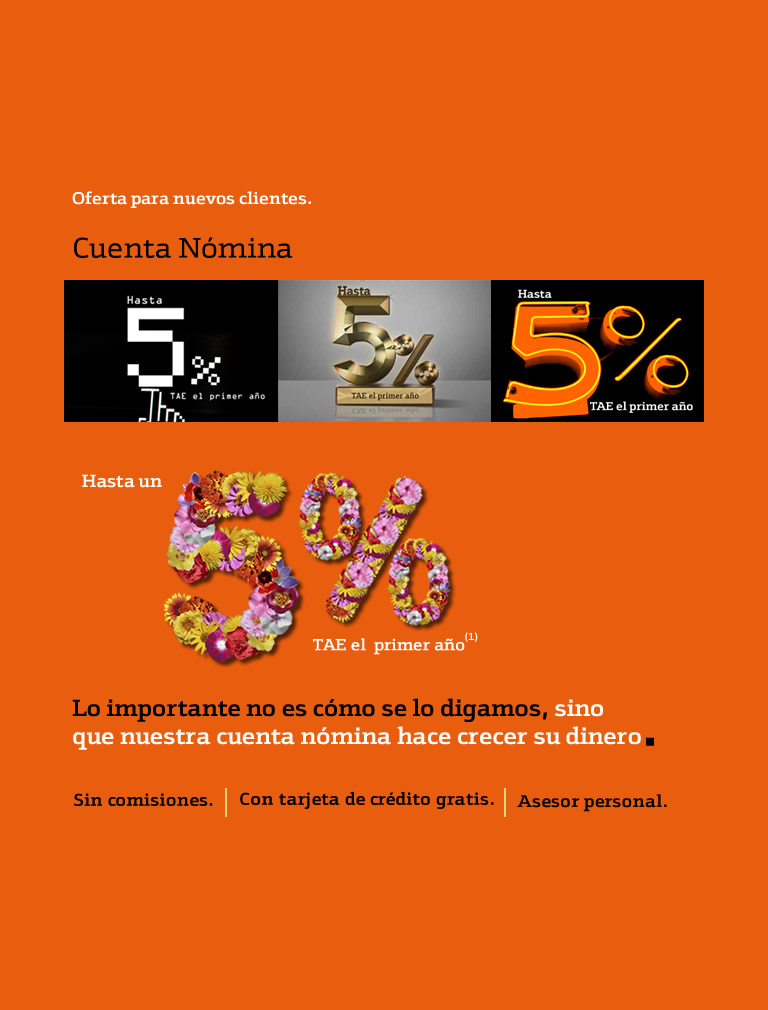 Oferta para nuevos clientes.
Cuenta Nómina
Hasta
5%
TAE el primer año
Hasta
5%
TAE el primer año
Hasta
5%
TAE el primer año
Hasta un
5%
TAE el primer año(1)
Lo importante no es cómo se lo digamos, sino
que nuestra cuenta nómina hace crecer su dinero.
Sin comisiones.
Con tarjeta de crédito gratis.
Asesor personal.